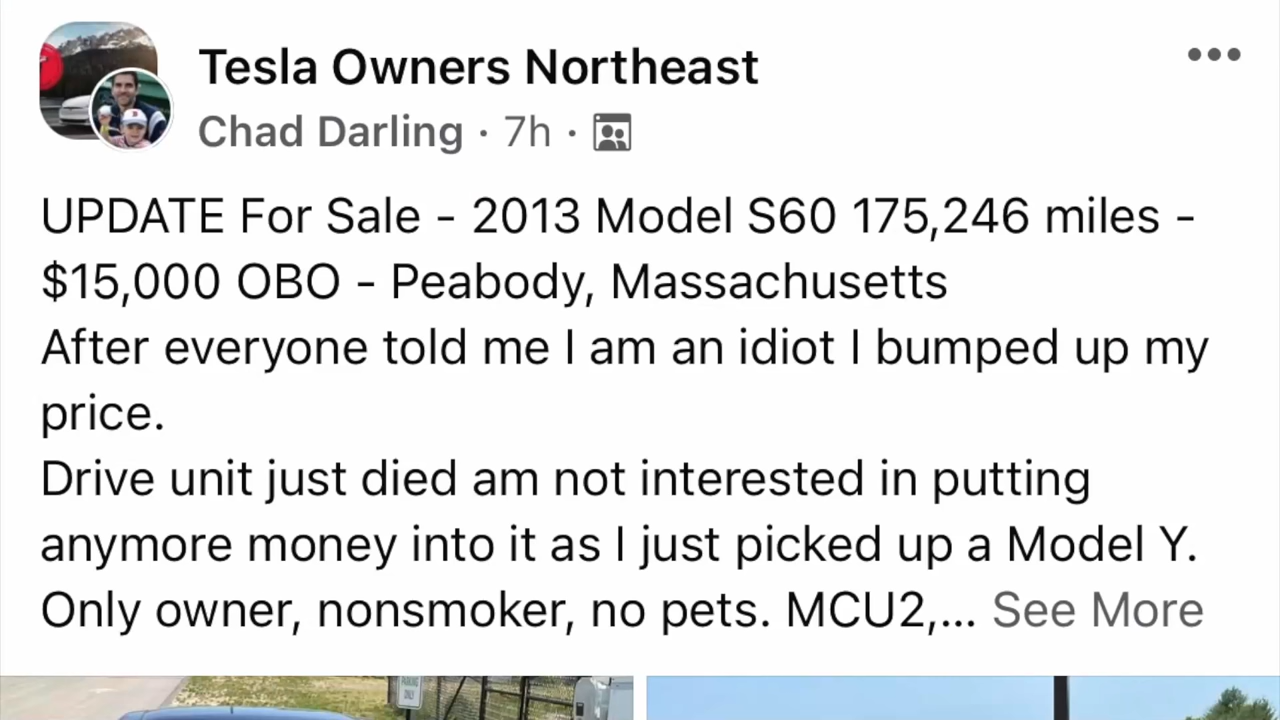 Tesla Owners Northeast
Chad Darling · 7h ·
UPDATE For Sale - 2013 Model S60 175,246 miles -
$15,000 OBO - Peabody, Massachusetts
After everyone told me I am an idiot I bumped up my
price.
Drive unit just died am not interested in putting
anymore money into it as I just picked up a Model Y.
Only owner, nonsmoker, no pets. MCU2,... See More
PARKING
ONLY